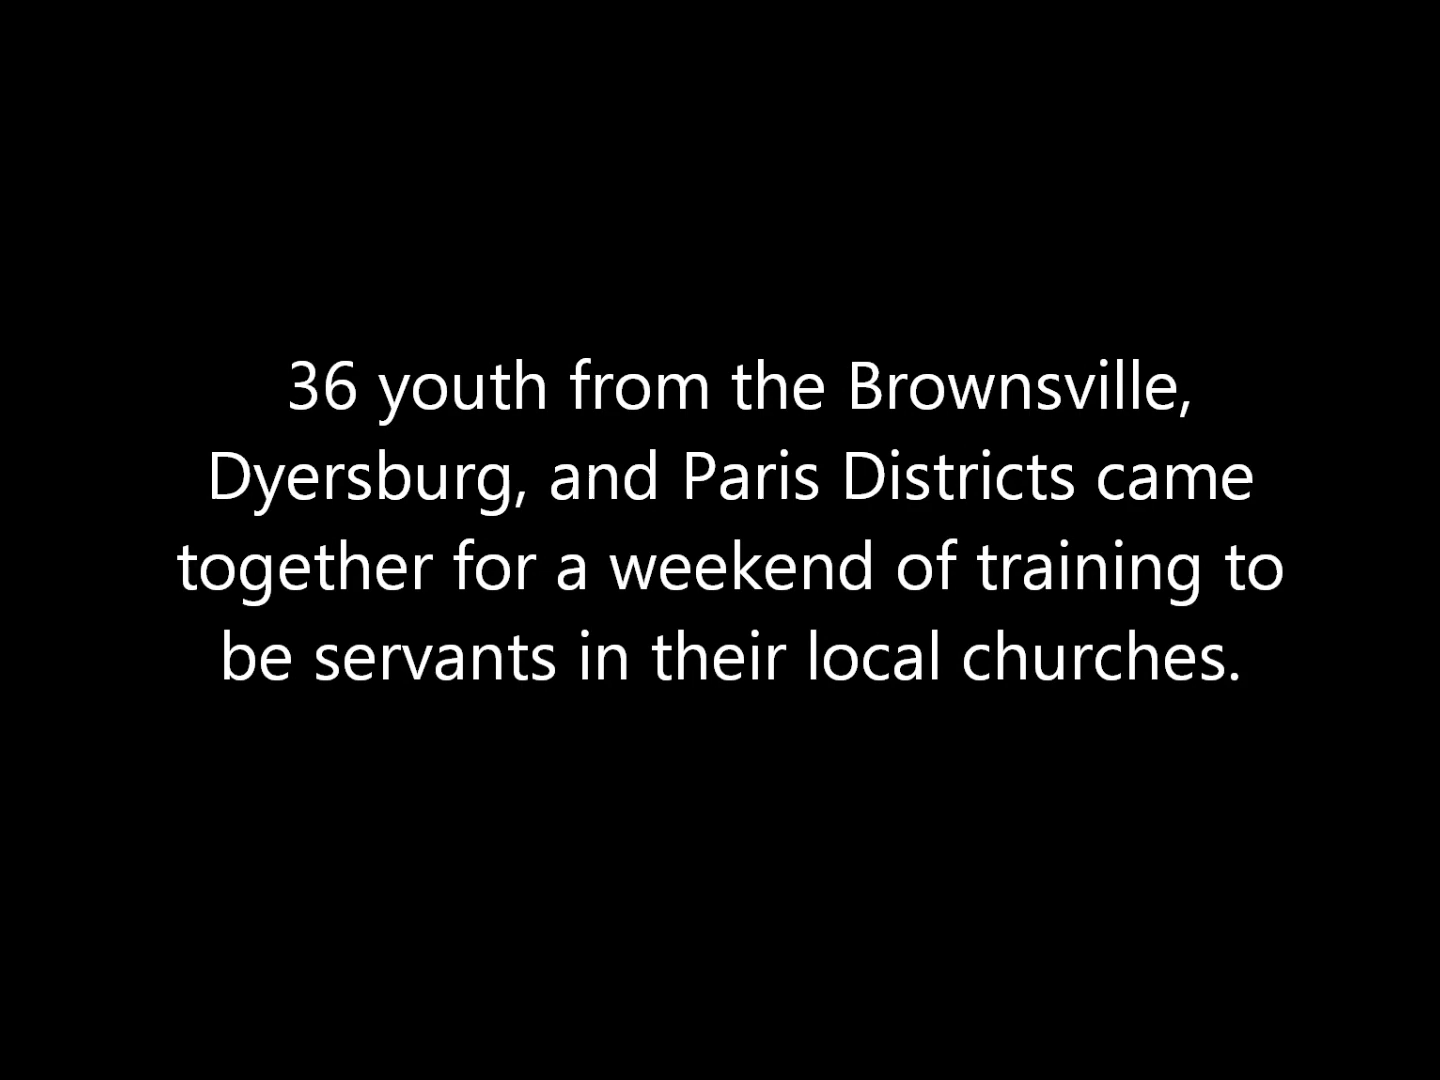 36 youth from the Brownsville,
Dyersburg, and Paris Districts came
together for a weekend of training to
be servants in their local churches.